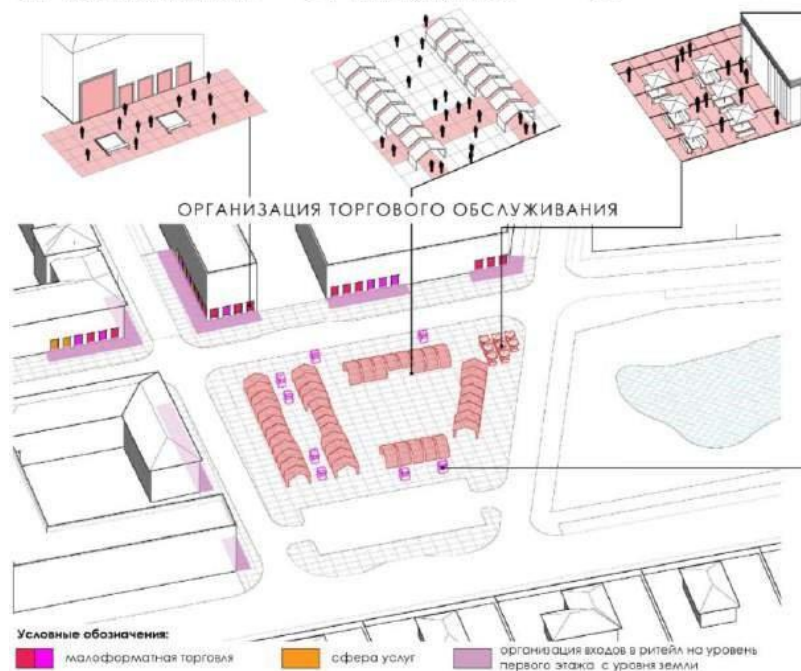 ОРГАНИЗАЦИЯ ТОРГОВОГО ОБСЛУЖИВАНИЯ
Условные обозначения:
малоформатная торговля
сфера услуг
организация входов в ритейл на уровень
первого этажа с уровня земли